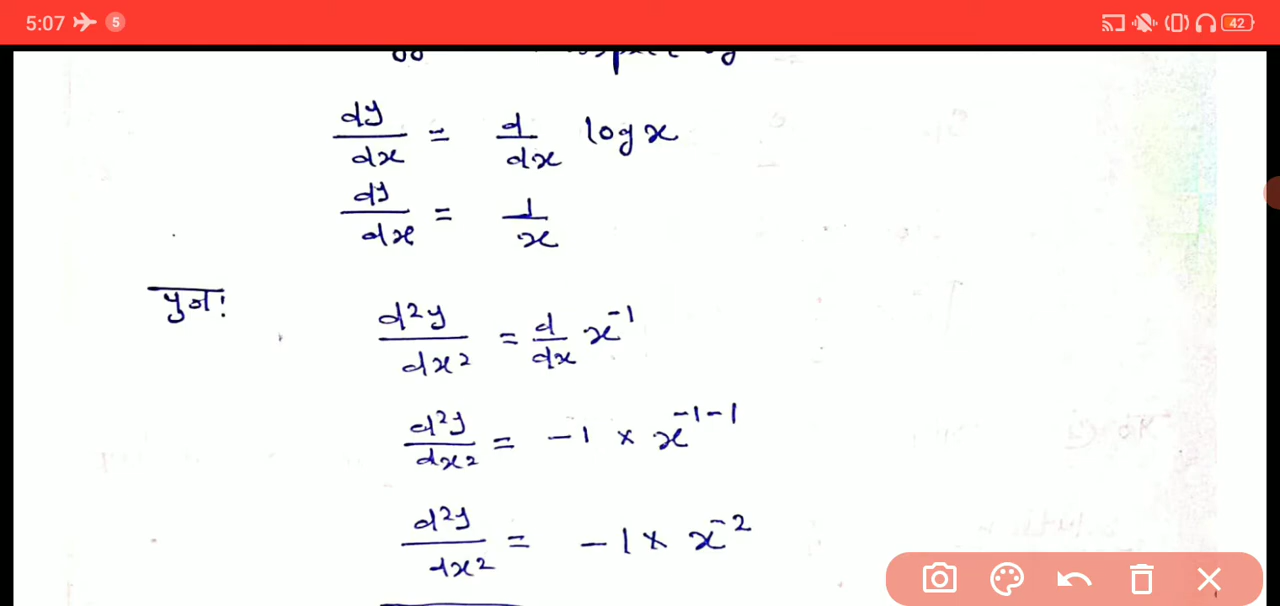 5:07 5 42
dy/dx = d/dx log x
dy/dx = 1/x
पुनः
d²y/dx² = d/dx x⁻¹
d²y/dx² = -1 × x⁻¹⁻¹
d²y/dx² = -1 × x⁻²